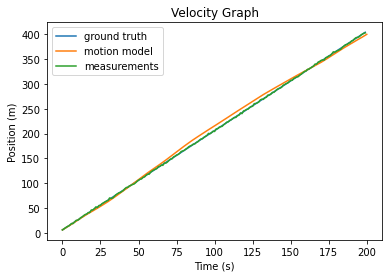 Velocity Graph
ground truth
motion model
measurements
400
350
300
250
200
150
100
50
0
Position (m)
0 25 50 75 100 125 150 175 200
Time (s)